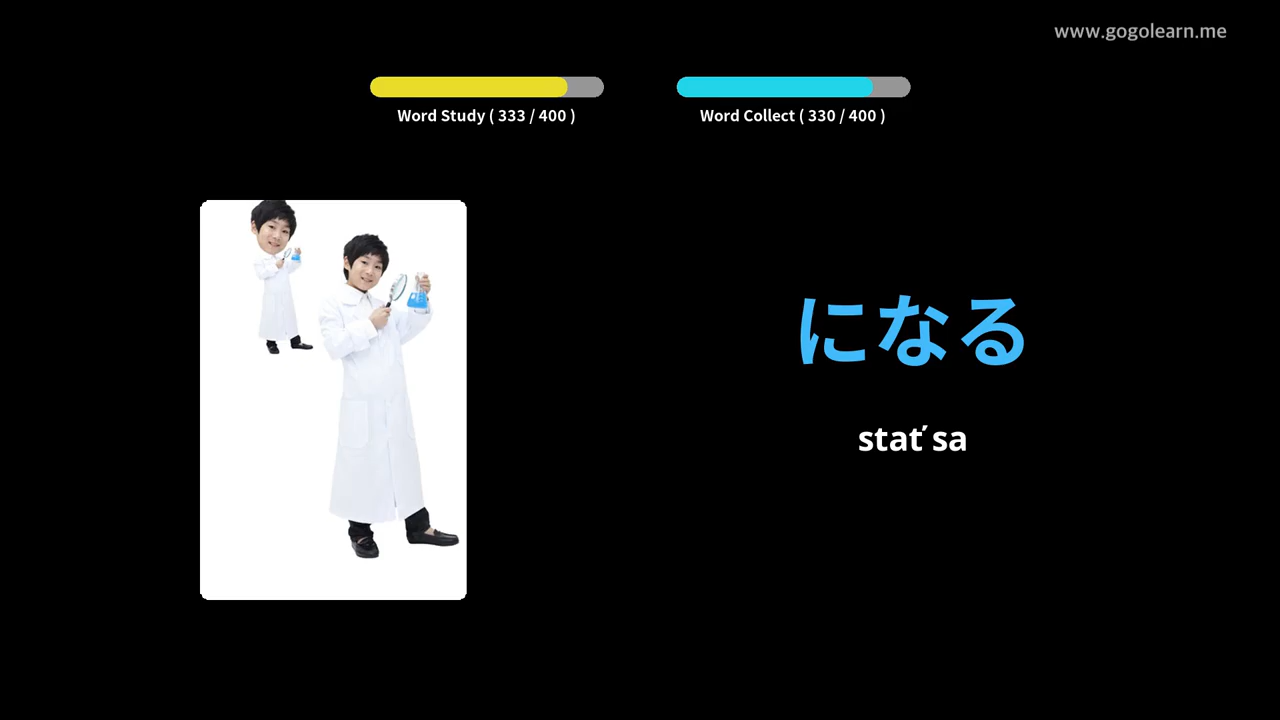 www.gogolearn.me
Word Study ( 333 / 400 )
Word Collect ( 330 / 400 )
になる
stať sa